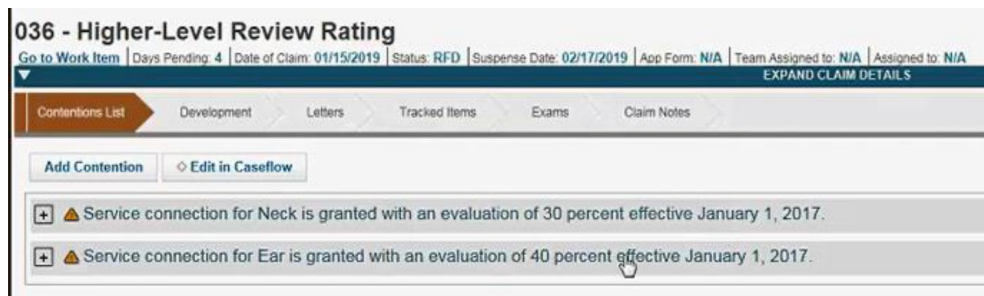 036 - Higher-Level Review Rating
Go to Work Item | Days Pending: 4 | Date of Claim: 01/15/2019 | Status: RFD | Suspense Date: 02/17/2019 | App Form: N/A | Team Assigned to: N/A | Assigned to: N/A
EXPAND CLAIM DETAILS
Contentions List Development Letters Tracked Items Exams Claim Notes
Add Contention Edit in Caseflow
Service connection for Neck is granted with an evaluation of 30 percent effective January 1, 2017.
Service connection for Ear is granted with an evaluation of 40 percent effective January 1, 2017.